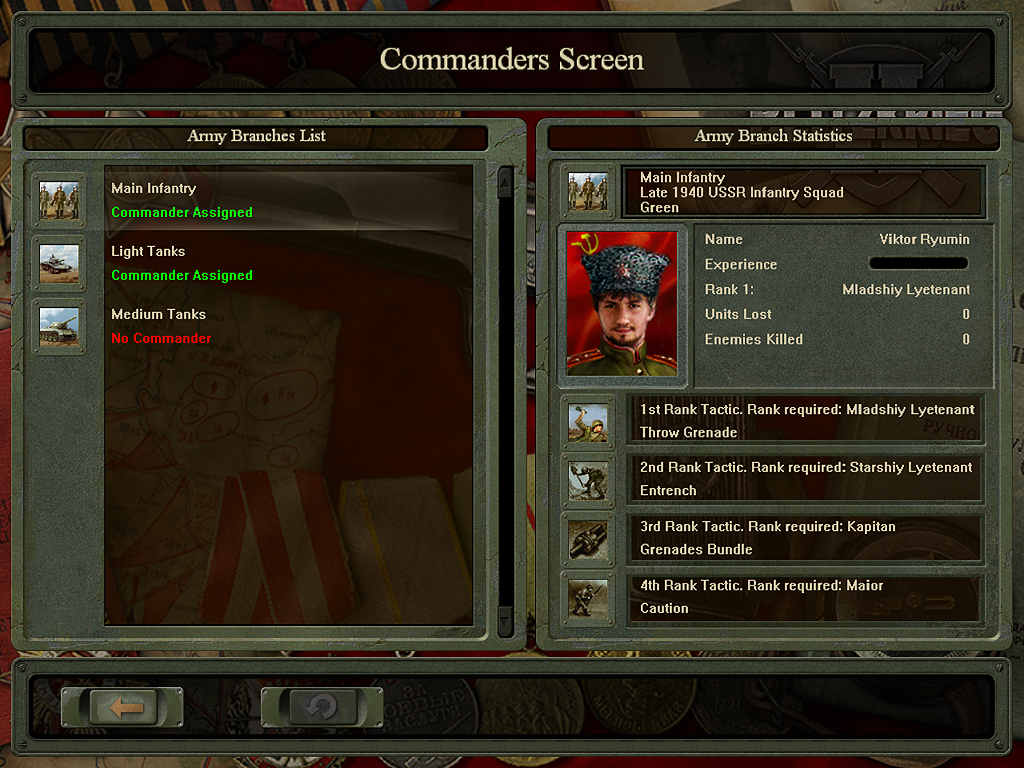 Commanders Screen
Army Branches List
Main Infantry
Commander Assigned
Light Tanks
Commander Assigned
Medium Tanks
No Commander
Army Branch Statistics
Main Infantry
Late 1940 USSR Infantry Squad
Green
Name Viktor Ryumin
Experience
Rank 1: Mladshiy Lyetenant
Units Lost 0
Enemies Killed 0
1st Rank Tactic. Rank required: Mladshiy Lyetenant
Throw Grenade
2nd Rank Tactic. Rank required: Starshiy Lyetenant
Entrench
3rd Rank Tactic. Rank required: Kapitan
Grenades Bundle
4th Rank Tactic. Rank required: Maior
Caution